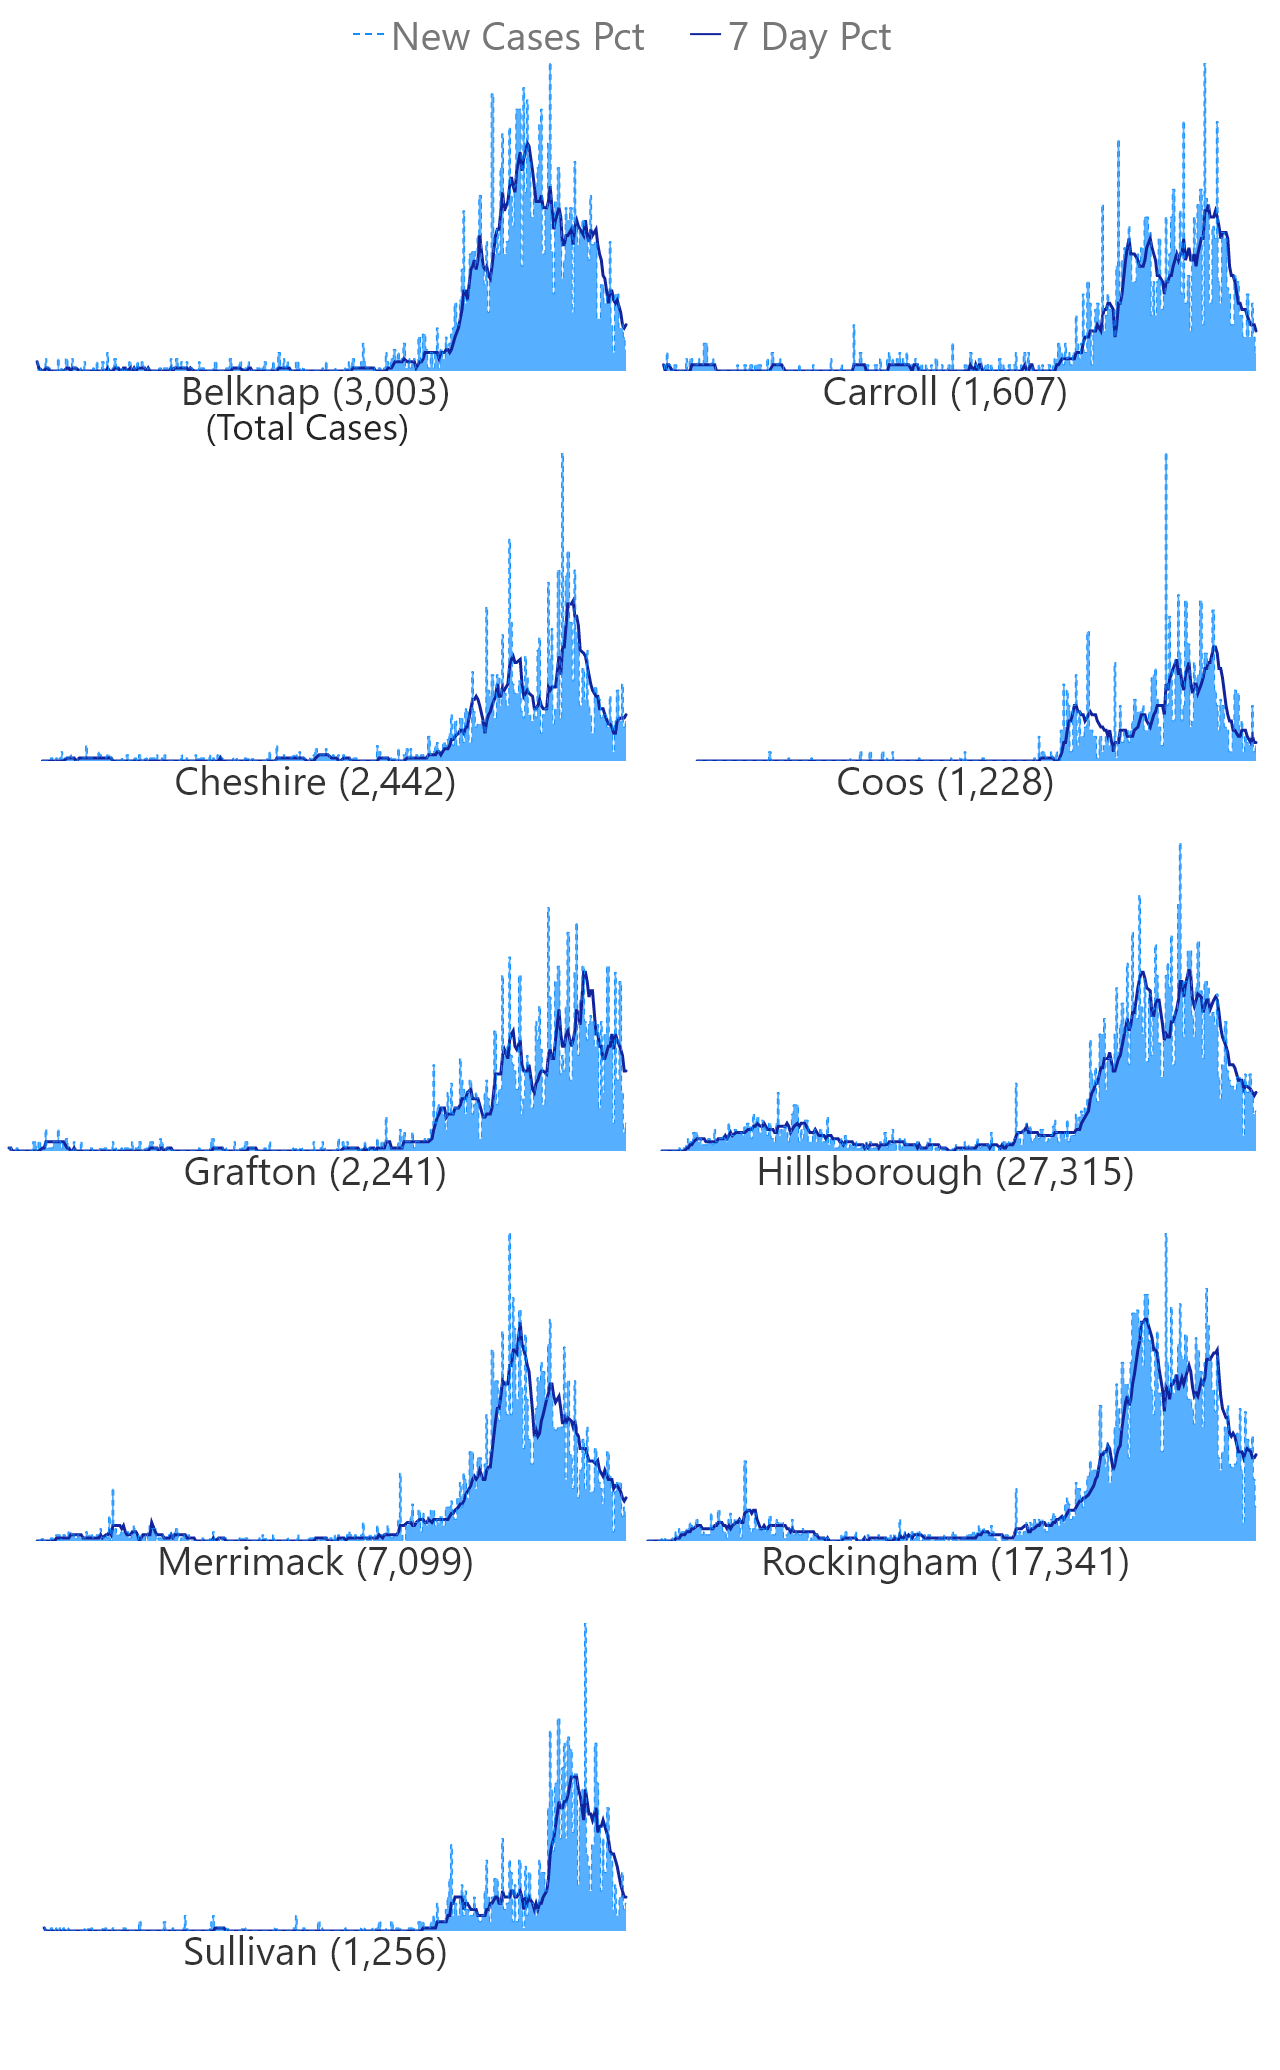 New Cases Pct 7 Day Pct
Belknap (3,003) Carroll (1,607)
(Total Cases)
Cheshire (2,442) Coos (1,228)
Grafton (2,241) Hillsborough (27,315)
Merrimack (7,099) Rockingham (17,341)
Sullivan (1,256)